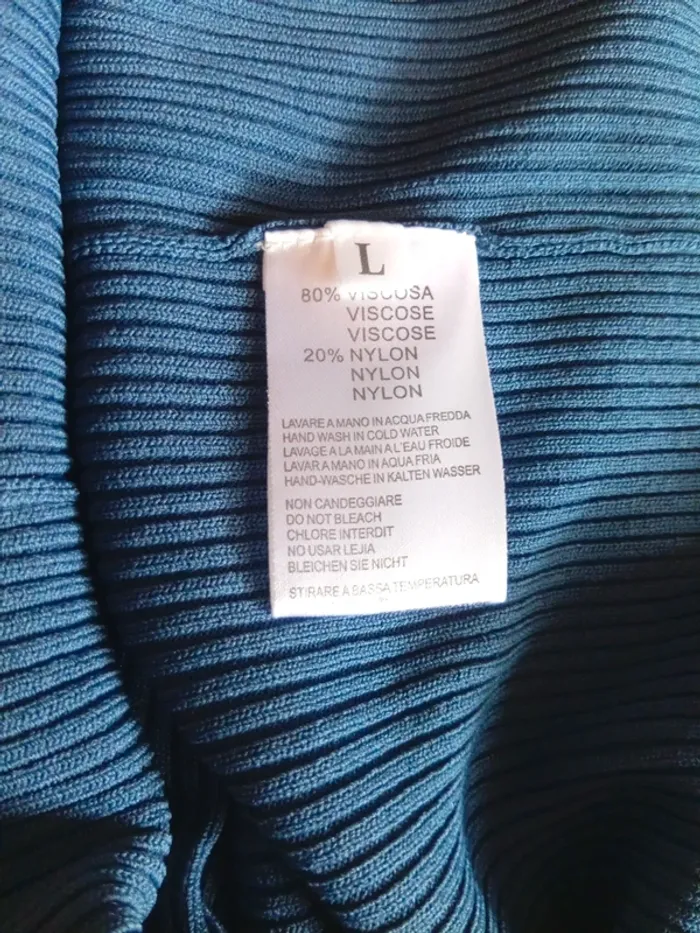 L
80% VISCOSA
VISCOSE
VISCOSE
20% NYLON
NYLON
NYLON
LAVARE A MANO IN ACQUA FREDDA
HAND WASH IN COLD WATER
LAVAGE A LA MAIN A L'EAU FROIDE
LAVAR A MANO IN AQUA FRIA
HAND-WASCHE IN KALTEN WASSER
NON CANDEGGIARE
DO NOT BLEACH
CHLORE INTERDIT
NO USAR LEJIA
BLEICHEN SIE NICHT
STIRARE A BASSA TEMPERATURA